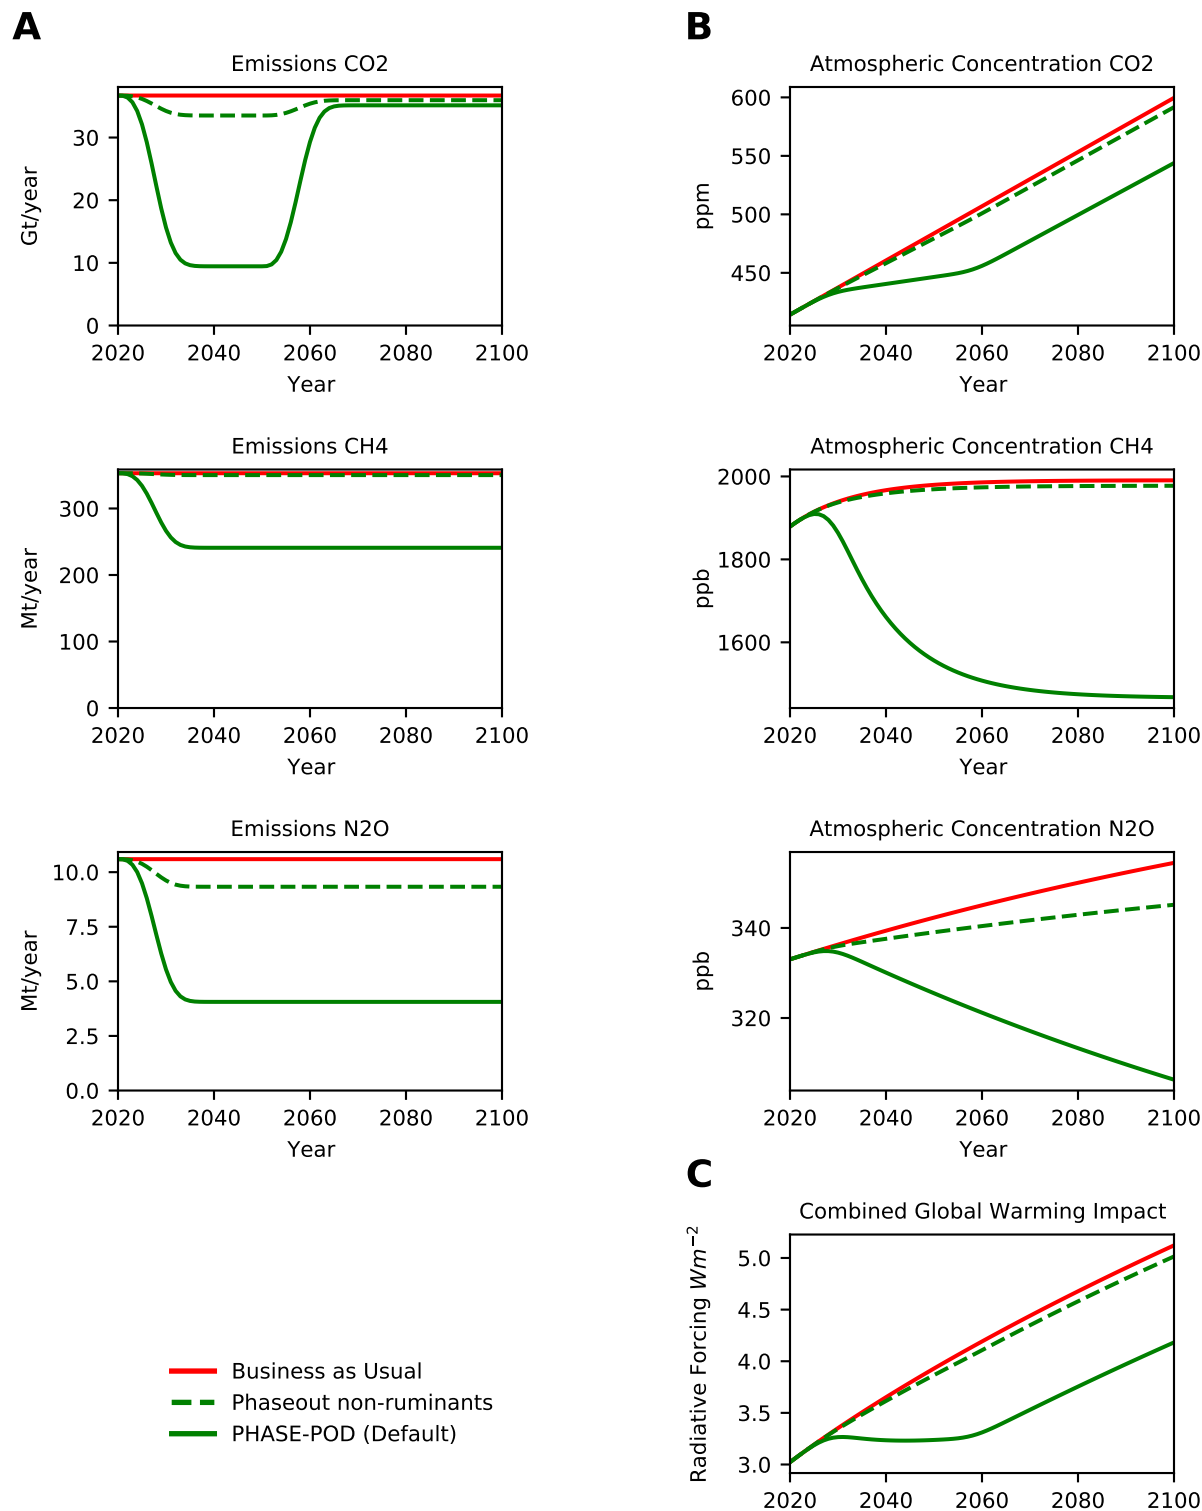 A
Emissions CO2
Gt/year
30
20
10
0
2020 2040 2060 2080 2100
Year
Emissions CH4
Mt/year
300
200
100
0
2020 2040 2060 2080 2100
Year
Emissions N2O
Mt/year
10.0
7.5
5.0
2.5
0.0
2020 2040 2060 2080 2100
Year
B
Atmospheric Concentration CO2
ppm
600
550
500
450
2020 2040 2060 2080 2100
Year
Atmospheric Concentration CH4
ppb
2000
1800
1600
2020 2040 2060 2080 2100
Year
Atmospheric Concentration N2O
ppb
340
320
2020 2040 2060 2080 2100
Year
C
Combined Global Warming Impact
Radiative Forcing Wm⁻²
5.0
4.5
4.0
3.5
3.0
2020 2040 2060 2080 2100
Business as Usual
Phaseout non-ruminants
PHASE-POD (Default)